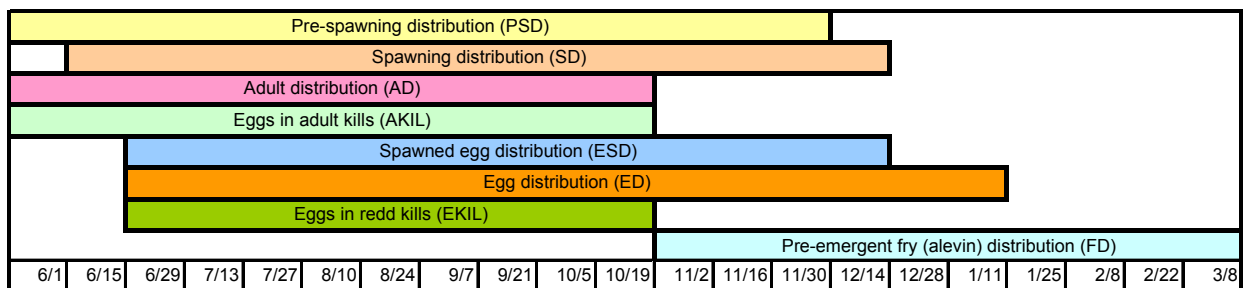 Pre-spawning distribution (PSD)
Spawning distribution (SD)
Adult distribution (AD)
Eggs in adult kills (AKIL)
Spawned egg distribution (ESD)
Egg distribution (ED)
Eggs in redd kills (EKIL)
Pre-emergent fry (alevin) distribution (FD)
6/1 6/15 6/29 7/13 7/27 8/10 8/24 9/7 9/21 10/5 10/19 11/2 11/16 11/30 12/14 12/28 1/11 1/25 2/8 2/22 3/8